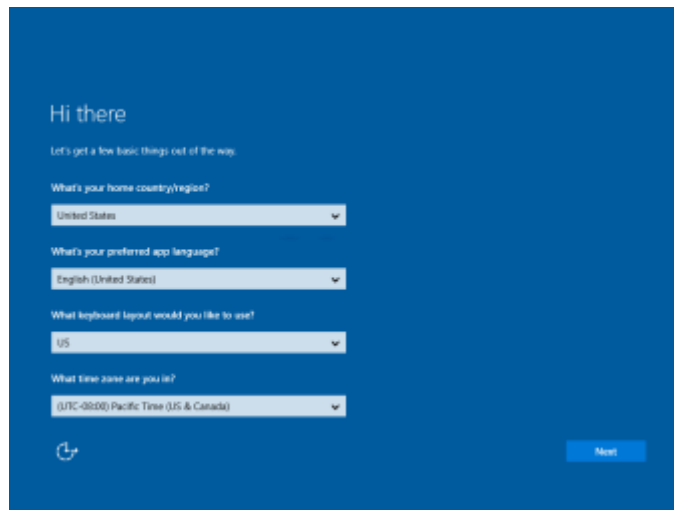 Hi there
Let's get a few basic things out of the way.
What's your home country/region?
United States
What's your preferred app language?
English (United States)
What keyboard layout would you like to use?
US
What time zone are you in?
(UTC-08:00) Pacific Time (US & Canada)
Next